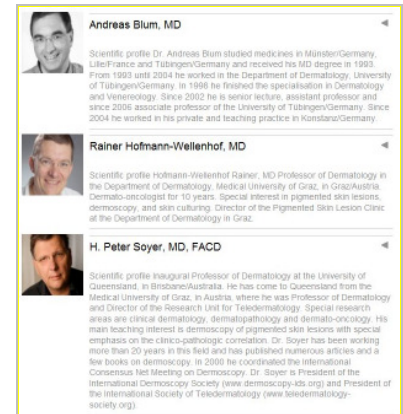 Andreas Blum, MD
Scientific profile Dr. Andreas Blum studied medicines in Münster/Germany,
Lille/France and Tübingen/Germany and received his MD degree in 1993.
From 1993 until 2004 he worked in the Department of Dermatology, University
of Tübingen/Germany. In 1998 he finished the specialisation in Dermatology
and Venereology. Since 2002 he is senior lecture, assistant professor and
since 2006 associate professor of the University of Tübingen/Germany. Since
2004 he worked in his private and teaching practice in Konstanz/Germany.
Rainer Hofmann-Wellenhof, MD
Scientific profile Hofmann-Wellenhof Rainer, MD Professor of Dermatology in
the Department of Dermatology, Medical University of Graz, in Graz/Austria.
Dermato-oncologist for 10 years. Special interest in pigmented skin lesions,
dermoscopy, and skin culturing. Director of the Pigmented Skin Lesion Clinic
at the Department of Dermatology in Graz.
H. Peter Soyer, MD, FACD
Scientific profile Inaugural Professor of Dermatology at the University of
Queensland, in Brisbane/Australia. He has come to Queensland from the
Medical University of Graz, in Austria, where he was Professor of Dermatology
and Director of the Research Unit for Teledermatology. Special research
areas are clinical dermatology, dermatopathology and dermato-oncology. His
main teaching interest is dermoscopy of pigmented skin lesions with special
emphasis on the clinico-pathologic correlation. Dr. Soyer has been working
more than 20 years in this field and has published numerous articles and a
few books on dermoscopy. In 2000 he coordinated the International
Consensus Net Meeting on Dermoscopy. Dr. Soyer is President of the
International Dermoscopy Society (www.dermoscopy-ids.org) and President of
the International Society of Teledermatology (www.teledermatology-
society.org).